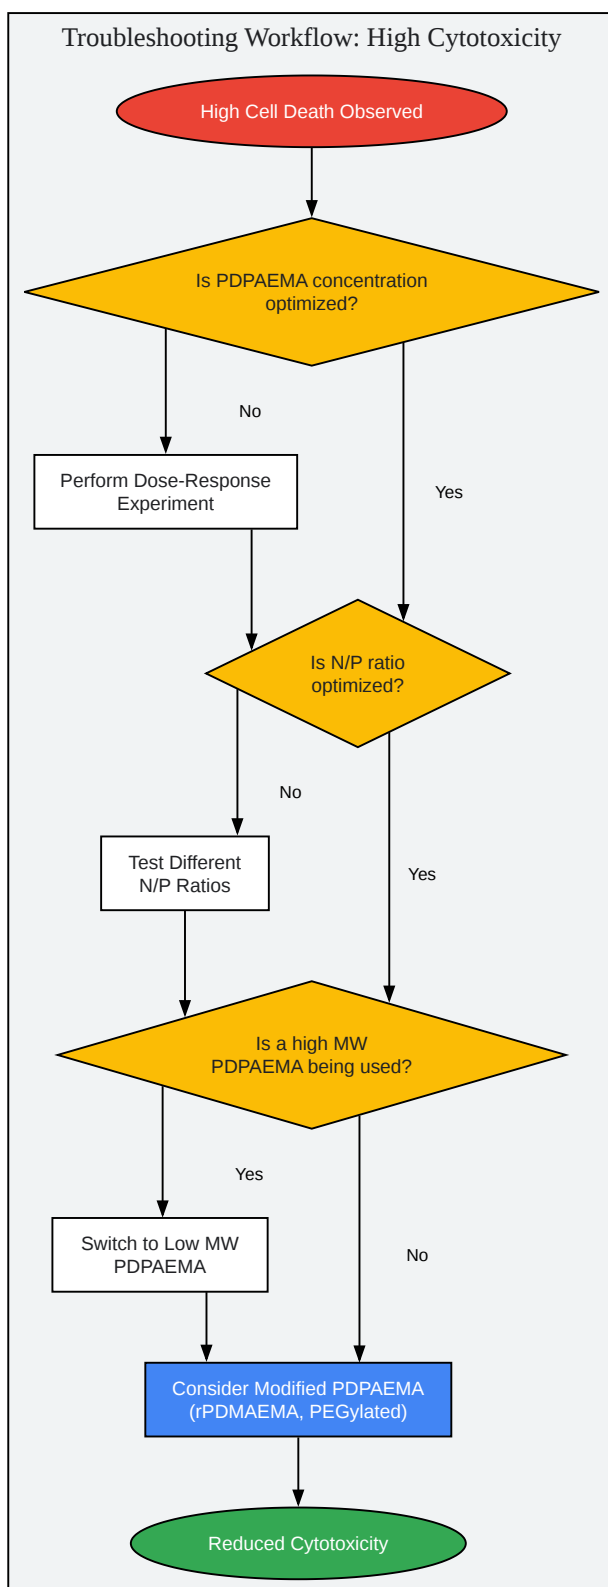 Troubleshooting Workflow: High Cytotoxicity
High Cell Death Observed
Is PDPAEMA concentration
optimized?
No
Perform Dose-Response
Experiment
Yes
Is N/P ratio
optimized?
No
Test Different
N/P Ratios
Yes
Is a high MW
PDPAEMA being used?
Yes
Switch to Low MW
PDPAEMA
No
Consider Modified PDPAEMA
(rPDMAEMA, PEGylated)
Reduced Cytotoxicity